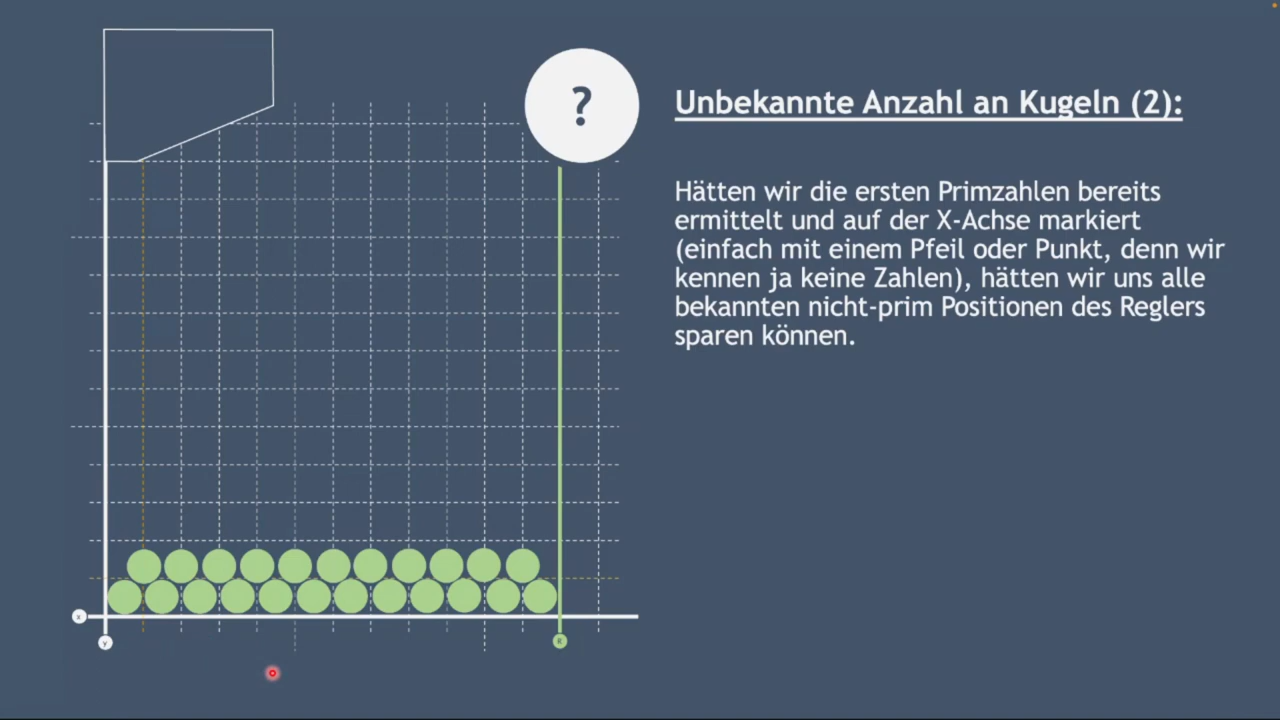 ?
Unbekannte Anzahl an Kugeln (2):
Hätten wir die ersten Primzahlen bereits
ermittelt und auf der X-Achse markiert
(einfach mit einem Pfeil oder Punkt, denn wir
kennen ja keine Zahlen), hätten wir uns alle
bekannten nicht-prim Positionen des Reglers
sparen können.
X
Y
R